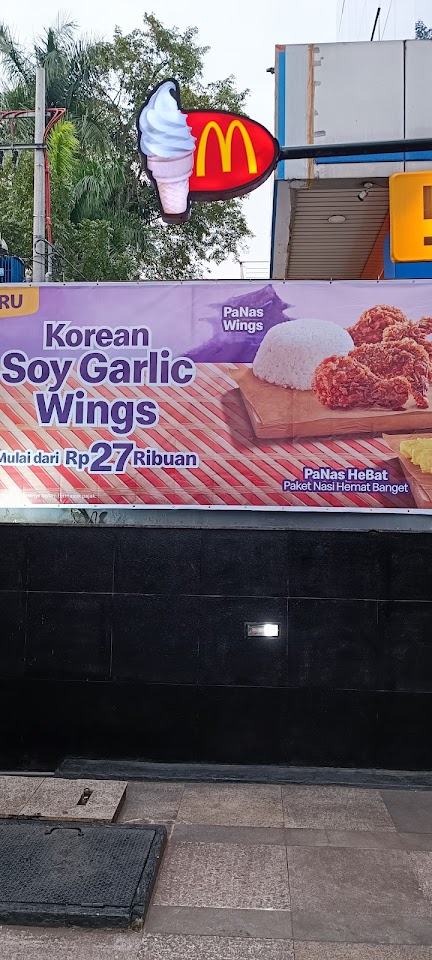 M
RU
Korean
Soy Garlic
Wings
Mulai dari Rp27 Ribuan
PaNas
Wings
PaNas HeBat
Paket Nasi Hemat Banget